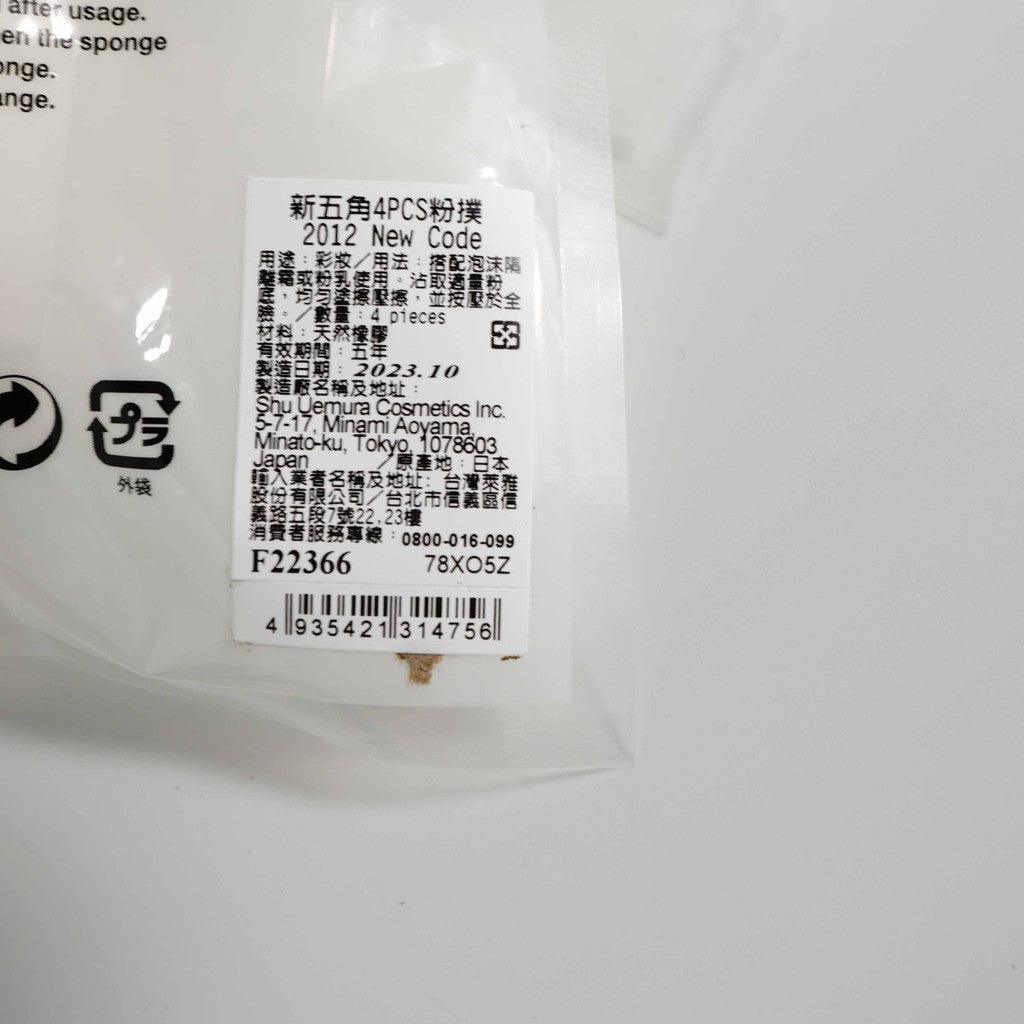 after usage.
en the sponge
onge.
ange.
新五角4PCS粉撲
2012 New Code
用途：彩妝／用法：搭配泡沫隔
離霜或粉乳使用。沾取適量粉
底，均勻塗擦壓擦，並按壓於全
臉。／數量：4 pieces
材料：天然橡膠
有效期間：五年
製造日期：2023.10
製造廠名稱及地址：
Shu Uemura Cosmetics Inc.
5-7-17, Minami Aoyama,
Minato-ku, Tokyo, 1078603
Japan ／原產地：日本
輸入業者名稱及地址：台灣萊雅
股份有限公司／台北市信義區信
義路五段7號22,23樓
消費者服務專線：0800-016-099
F22366 78XO5Z
4 935421 314756
プラ
外袋